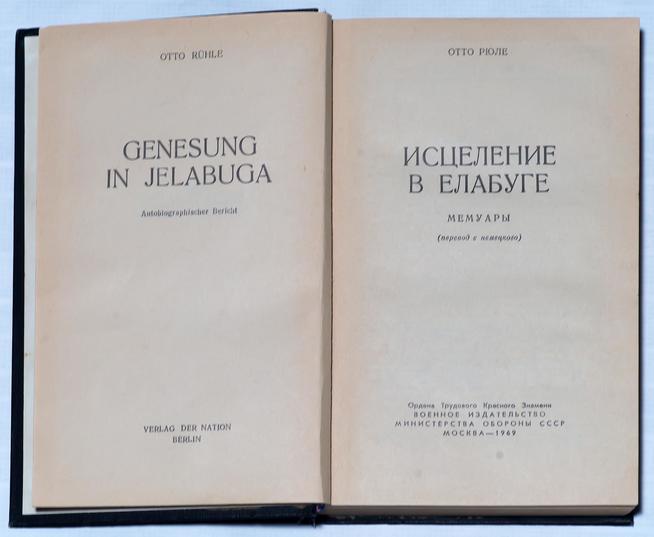 OTTO RÜHLE
GENESUNG
IN JELABUGA
Autobiographischer Bericht
VERLAG DER NATION
BERLIN
ОТТО РЮЛЕ
ИСЦЕЛЕНИЕ
В ЕЛАБУГЕ
МЕМУАРЫ
(перевод с немецкого)
Ордена Трудового Красного Знамени
ВОЕННОЕ ИЗДАТЕЛЬСТВО
МИНИСТЕРСТВА ОБОРОНЫ СССР
МОСКВА—1969